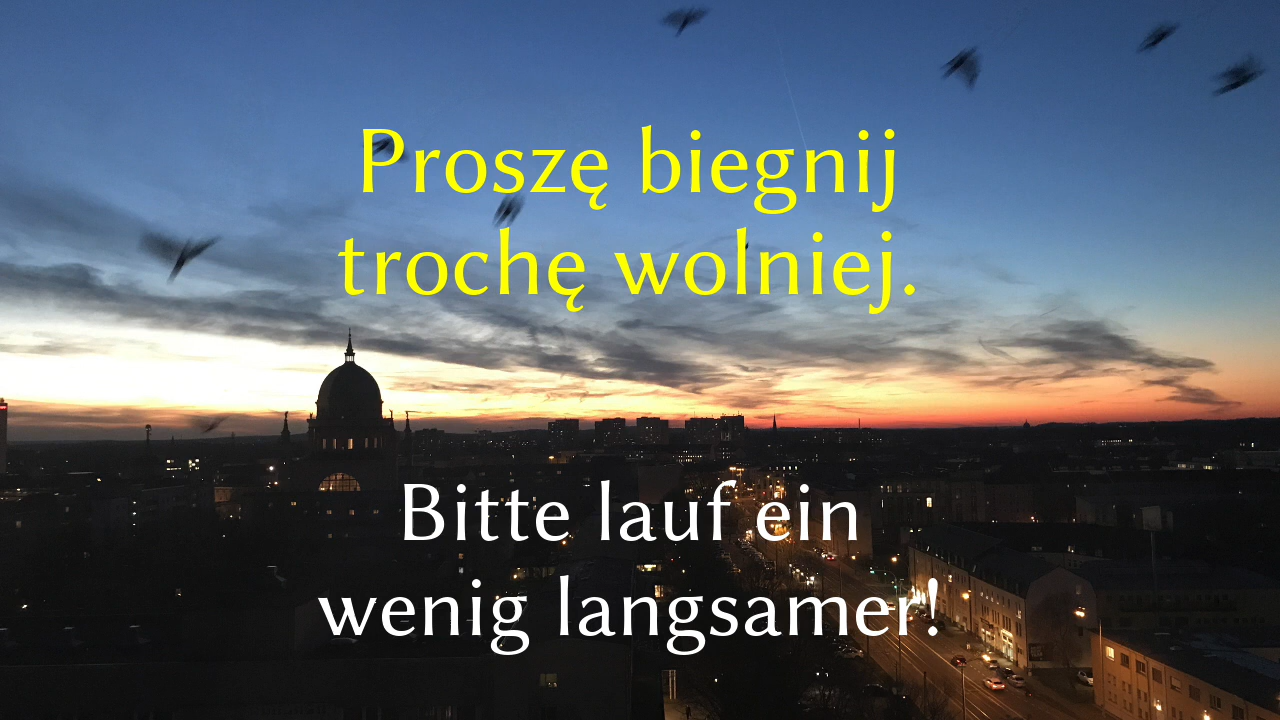 Proszę biegnij
trochę wolniej.
Bitte lauf ein
wenig langsamer!